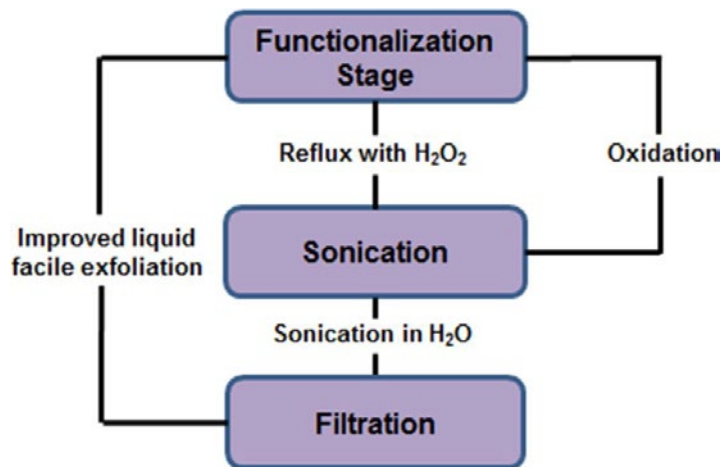 Functionalization
Stage
Reflux with H₂O₂
Oxidation
Improved liquid
facile exfoliation
Sonication
Sonication in H₂O
Filtration